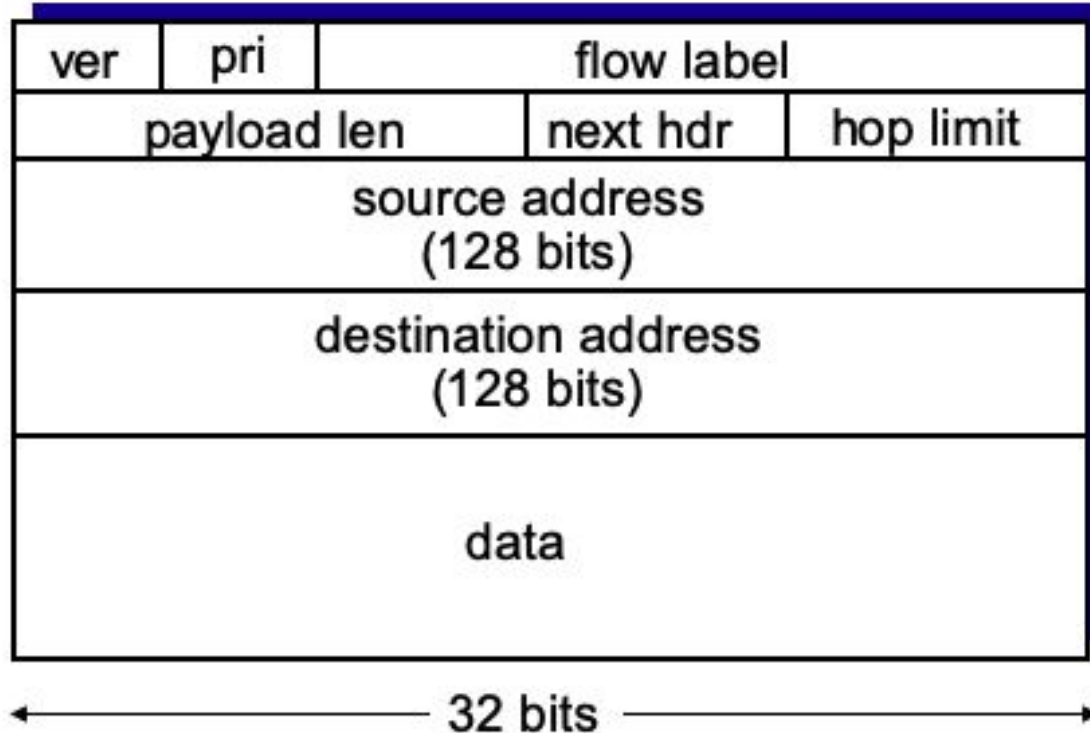 ver pri flow label
payload len next hdr hop limit
source address
(128 bits)
destination address
(128 bits)
data
32 bits